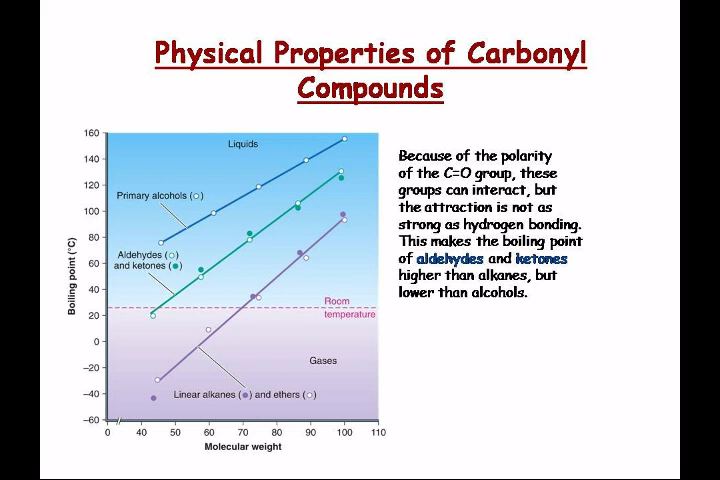 Physical Properties of Carbonyl
Compounds
160
140
120
100
80
60
40
20
0
−20
−40
−60
Boiling point (°C)
Liquids
Primary alcohols (○)
Aldehydes (○)
and ketones (●)
Room
temperature
Gases
Linear alkanes (●) and ethers (○)
0 40 50 60 70 80 90 100 110
Molecular weight
Because of the polarity
of the C=O group, these
groups can interact, but
the attraction is not as
strong as hydrogen bonding.
This makes the boiling point
of aldehydes and ketones
higher than alkanes, but
lower than alcohols.